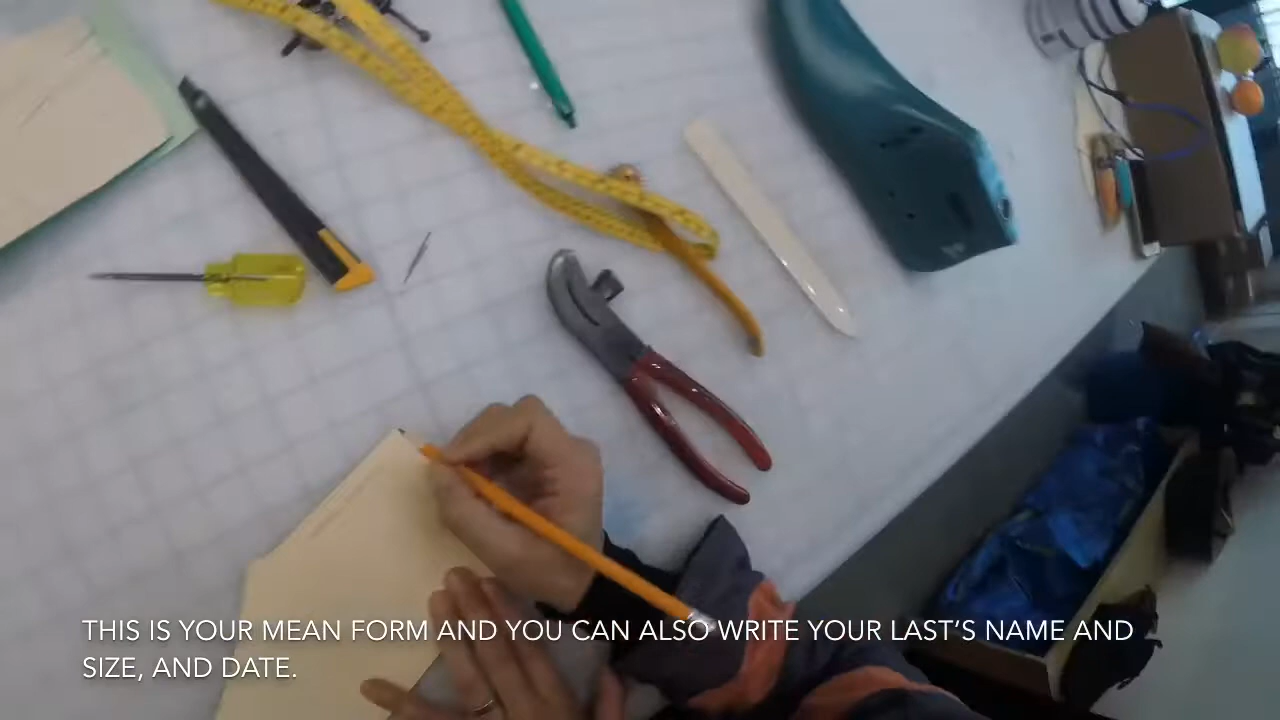 THIS IS YOUR MEAN FORM AND YOU CAN ALSO WRITE YOUR LAST’S NAME AND
SIZE, AND DATE.